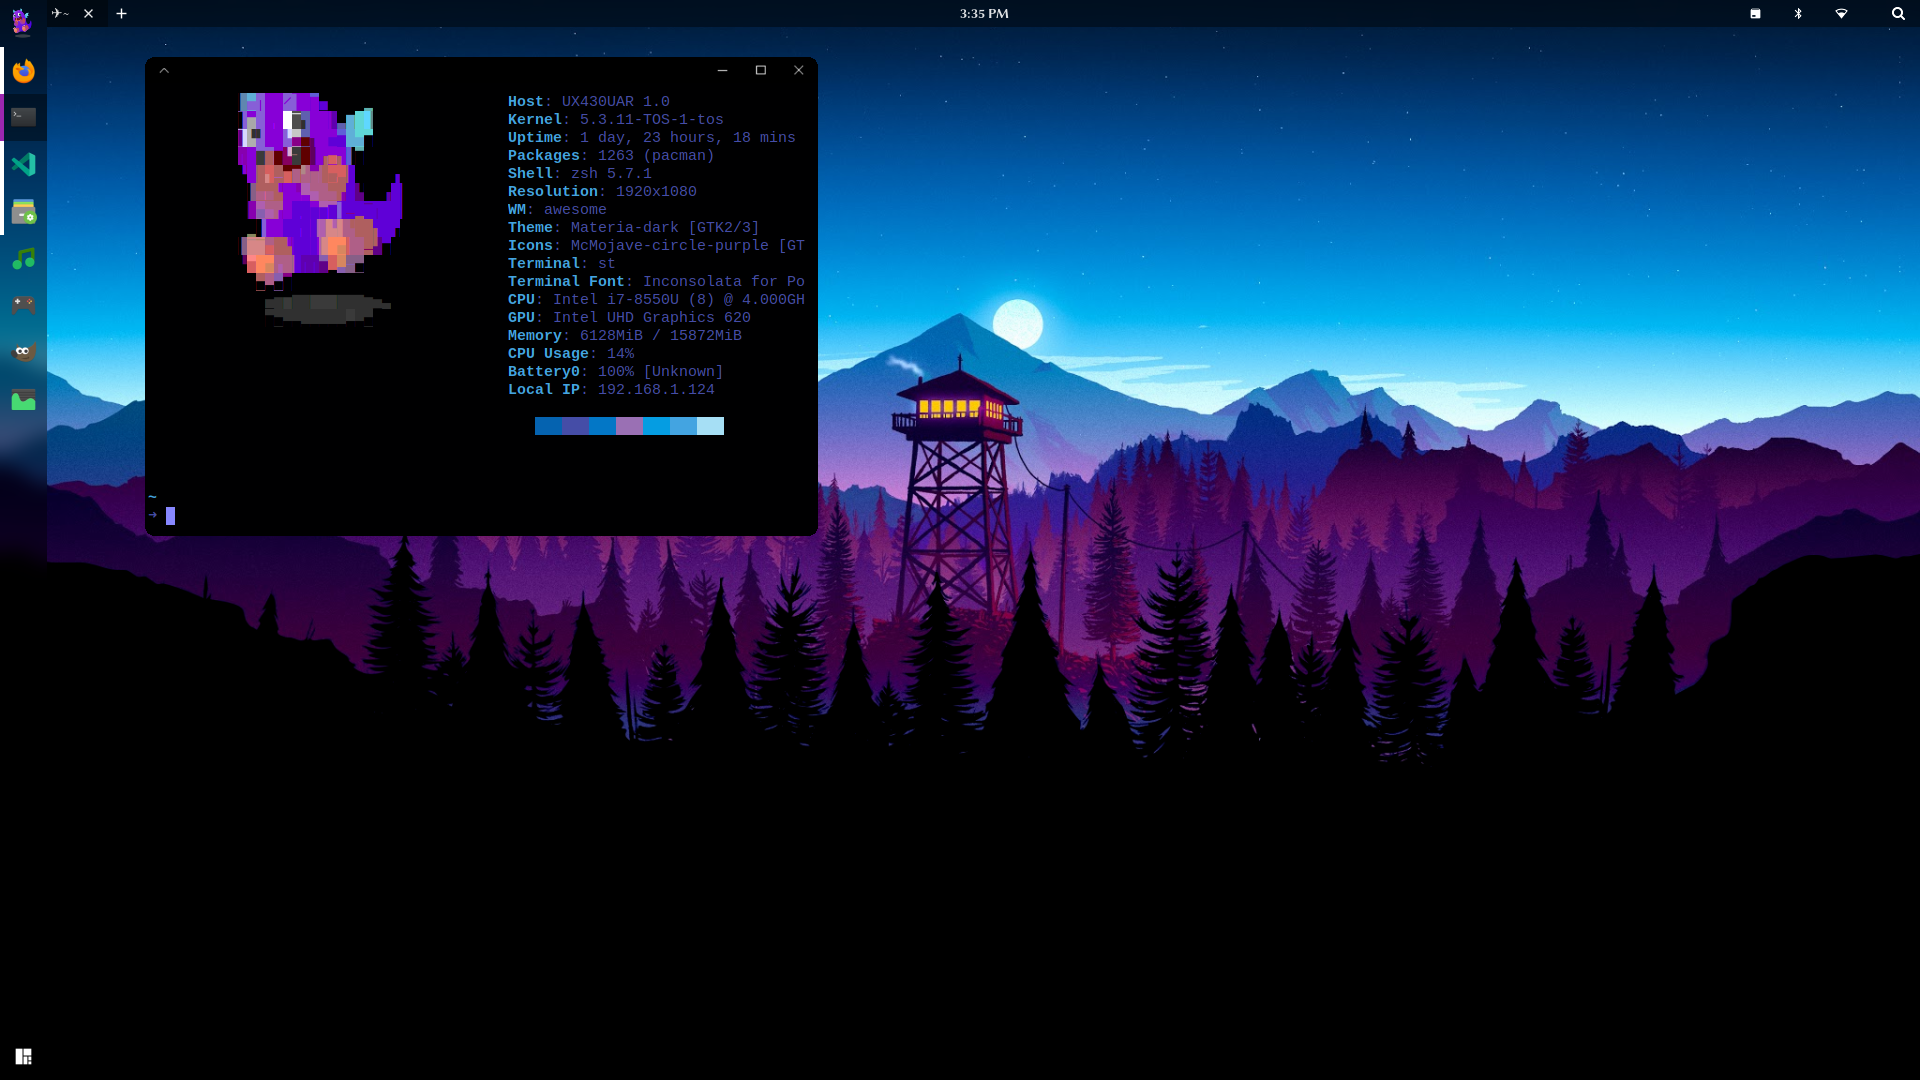 ~
3:35 PM
Host: UX430UAR 1.0
Kernel: 5.3.11-TOS-1-tos
Uptime: 1 day, 23 hours, 18 mins
Packages: 1263 (pacman)
Shell: zsh 5.7.1
Resolution: 1920x1080
WM: awesome
Theme: Materia-dark [GTK2/3]
Icons: McMojave-circle-purple [GT
Terminal: st
Terminal Font: Inconsolata for Po
CPU: Intel i7-8550U (8) @ 4.000GH
GPU: Intel UHD Graphics 620
Memory: 6128MiB / 15872MiB
CPU Usage: 14%
Battery0: 100% [Unknown]
Local IP: 192.168.1.124
~
→